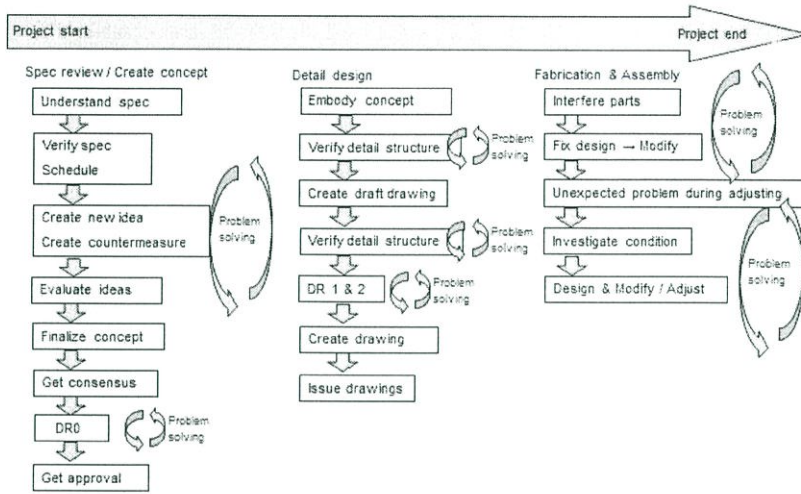 Project start
Project end
Spec review / Create concept
Understand spec
Verify spec
Schedule
Create new idea
Create countermeasure
Problem
solving
Evaluate ideas
Finalize concept
Get consensus
DR0
Problem
solving
Get approval
Detail design
Embody concept
Verify detail structure
Problem
solving
Create draft drawing
Verify detail structure
Problem
solving
DR 1 & 2
Problem
solving
Create drawing
Issue drawings
Fabrication & Assembly
Interfere parts
Problem
solving
Fix design → Modify
Unexpected problem during adjusting
Investigate condition
Problem
solving
Design & Modify / Adjust